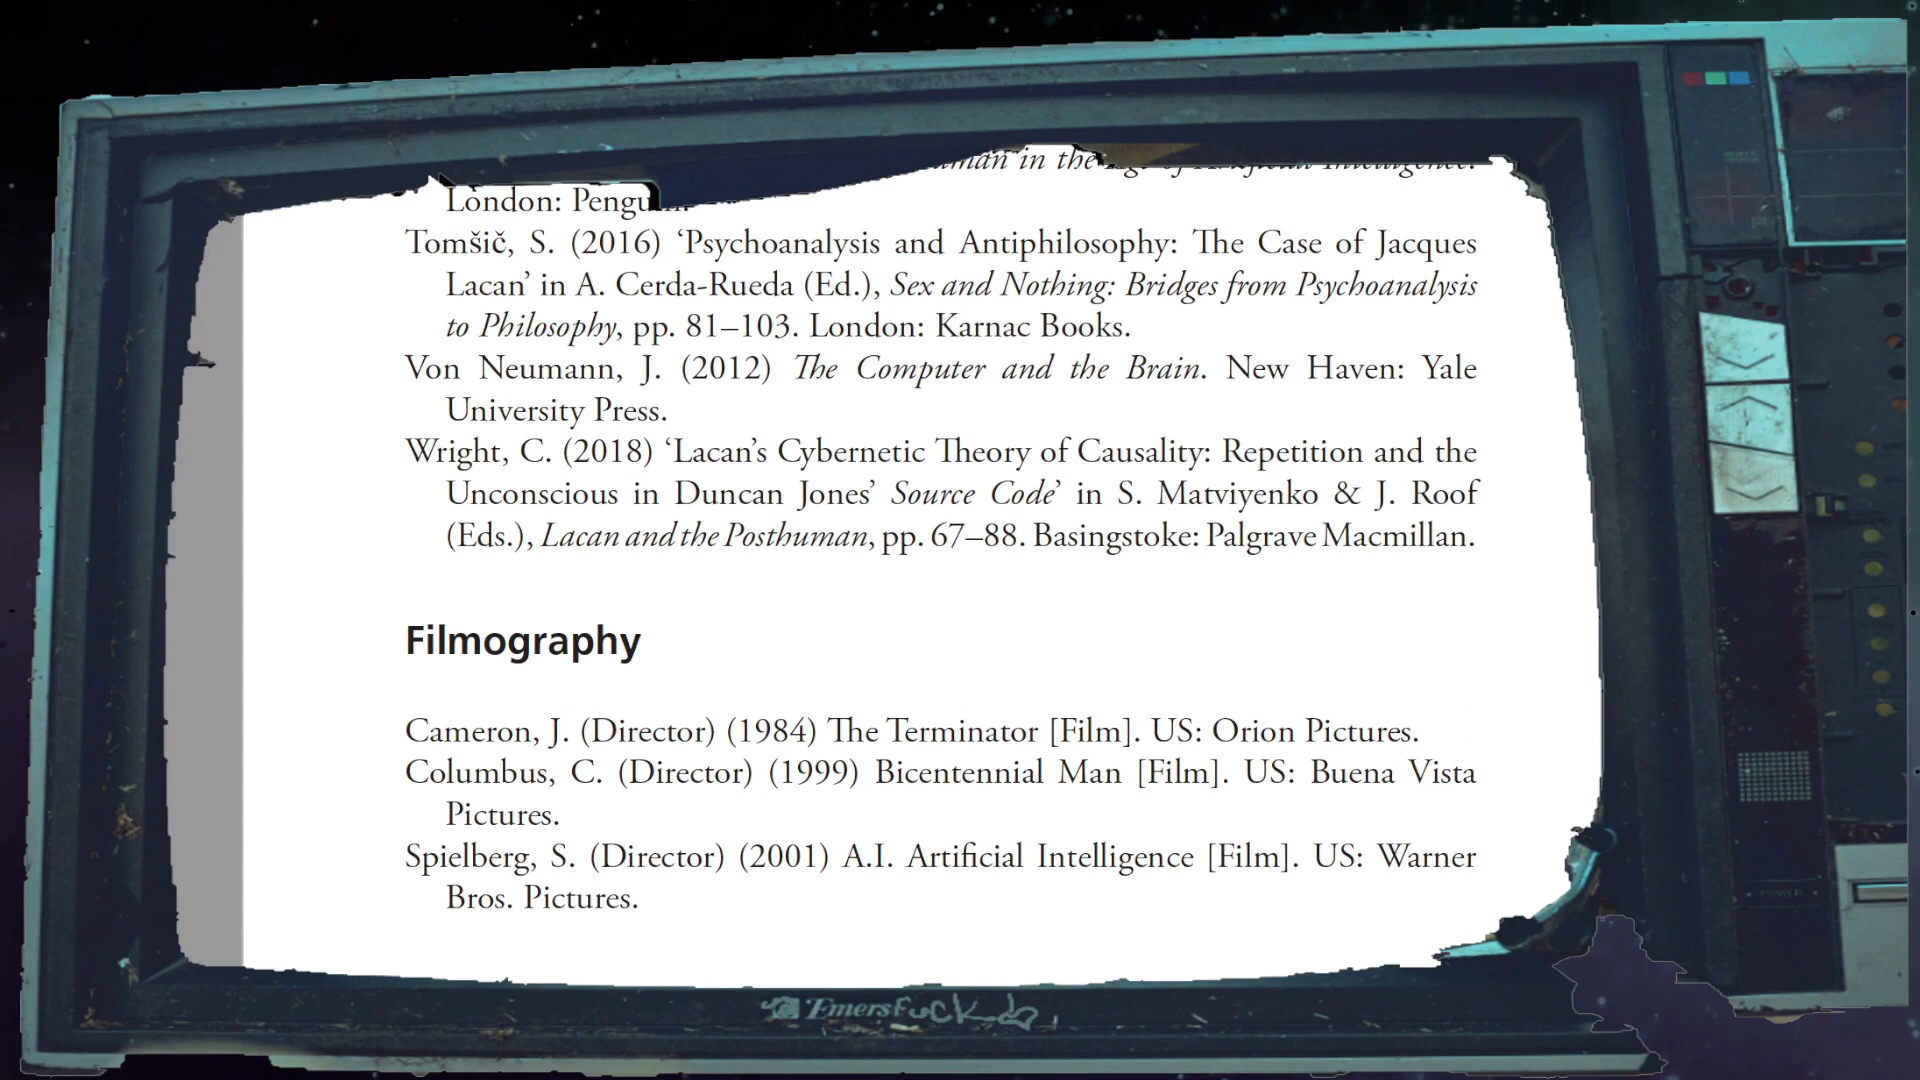 in the
London:
Tomšič, S. (2016) ‘Psychoanalysis and Antiphilosophy: The Case of Jacques
Lacan’ in A. Cerda-Rueda (Ed.), Sex and Nothing: Bridges from Psychoanalysis
to Philosophy, pp. 81–103. London: Karnac Books.
Von Neumann, J. (2012) The Computer and the Brain. New Haven: Yale
University Press.
Wright, C. (2018) ‘Lacan’s Cybernetic Theory of Causality: Repetition and the
Unconscious in Duncan Jones’ Source Code’ in S. Matviyenko & J. Roof
(Eds.), Lacan and the Posthuman, pp. 67–88. Basingstoke: Palgrave Macmillan.
Filmography
Cameron, J. (Director) (1984) The Terminator [Film]. US: Orion Pictures.
Columbus, C. (Director) (1999) Bicentennial Man [Film]. US: Buena Vista
Pictures.
Spielberg, S. (Director) (2001) A.I. Artificial Intelligence [Film]. US: Warner
Bros. Pictures.
POWER